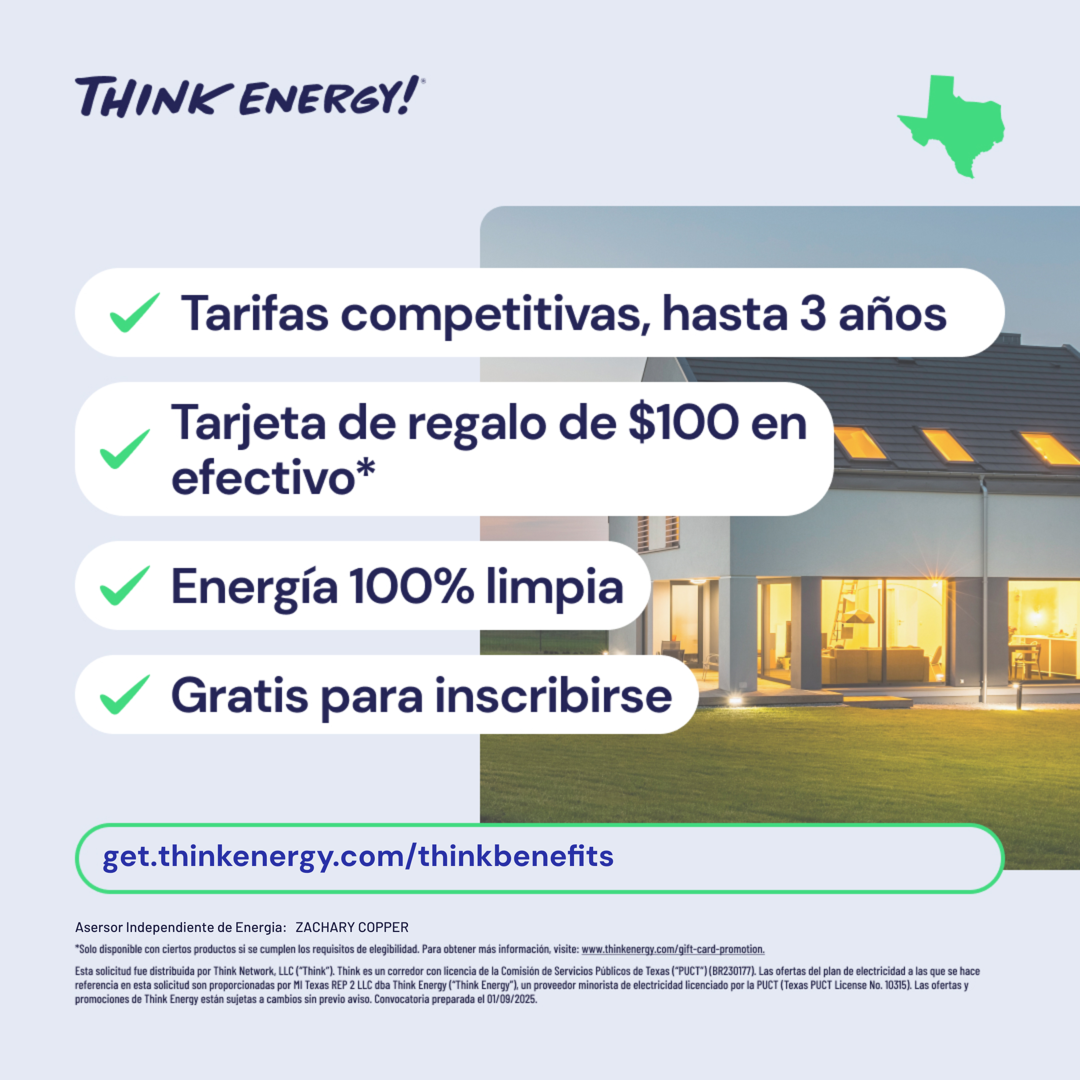 THINK ENERGY!®
Tarifas competitivas, hasta 3 años
Tarjeta de regalo de $100 en
efectivo*
Energía 100% limpia
Gratis para inscribirse
get.thinkenergy.com/thinkbenefits
Asersor Independiente de Energia: ZACHARY COPPER
*Solo disponible con ciertos productos si se cumplen los requisitos de elegibilidad. Para obtener más información, visite: www.thinkenergy.com/gift-card-promotion.
Esta solicitud fue distribuida por Think Network, LLC ("Think"). Think es un corredor con licencia de la Comisión de Servicios Públicos de Texas ("PUCT") (BR230177). Las ofertas del plan de electricidad a las que se hace
referencia en esta solicitud son proporcionadas por MI Texas REP 2 LLC dba Think Energy ("Think Energy"), un proveedor minorista de electricidad licenciado por la PUCT (Texas PUCT License No. 10315). Las ofertas y
promociones de Think Energy están sujetas a cambios sin previo aviso. Convocatoria preparada el 01/09/2025.